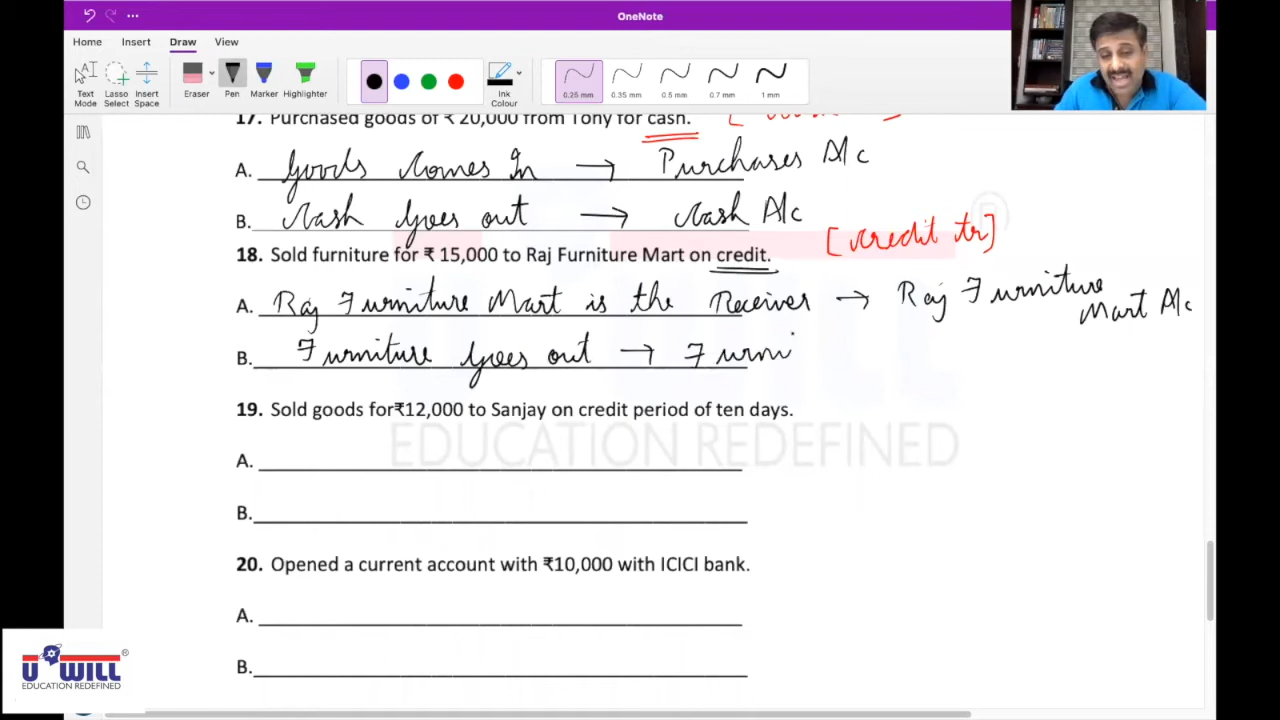 OneNote
Home Insert Draw View
Text Mode
Lasso Select
Insert Space
Eraser
Pen
Marker
Highlighter
Ink Colour
0.25 mm
0.35 mm
0.5 mm
0.7 mm
1 mm
17. Purchased goods of ₹ 20,000 from Tony for cash.
A. Goods Comes In → Purchases A/c
B. Cash Goes out → Cash A/c
18. Sold furniture for ₹ 15,000 to Raj Furniture Mart on credit. [credit tr]
A. Raj Furniture Mart is the Receiver → Raj Furniture Mart A/c
B. Furniture Goes out → Furni
19. Sold goods for₹12,000 to Sanjay on credit period of ten days.
A.
B.
20. Opened a current account with ₹10,000 with ICICI bank.
A.
B.
EDUCATION REDEFINED
U WILL
EDUCATION REDEFINED